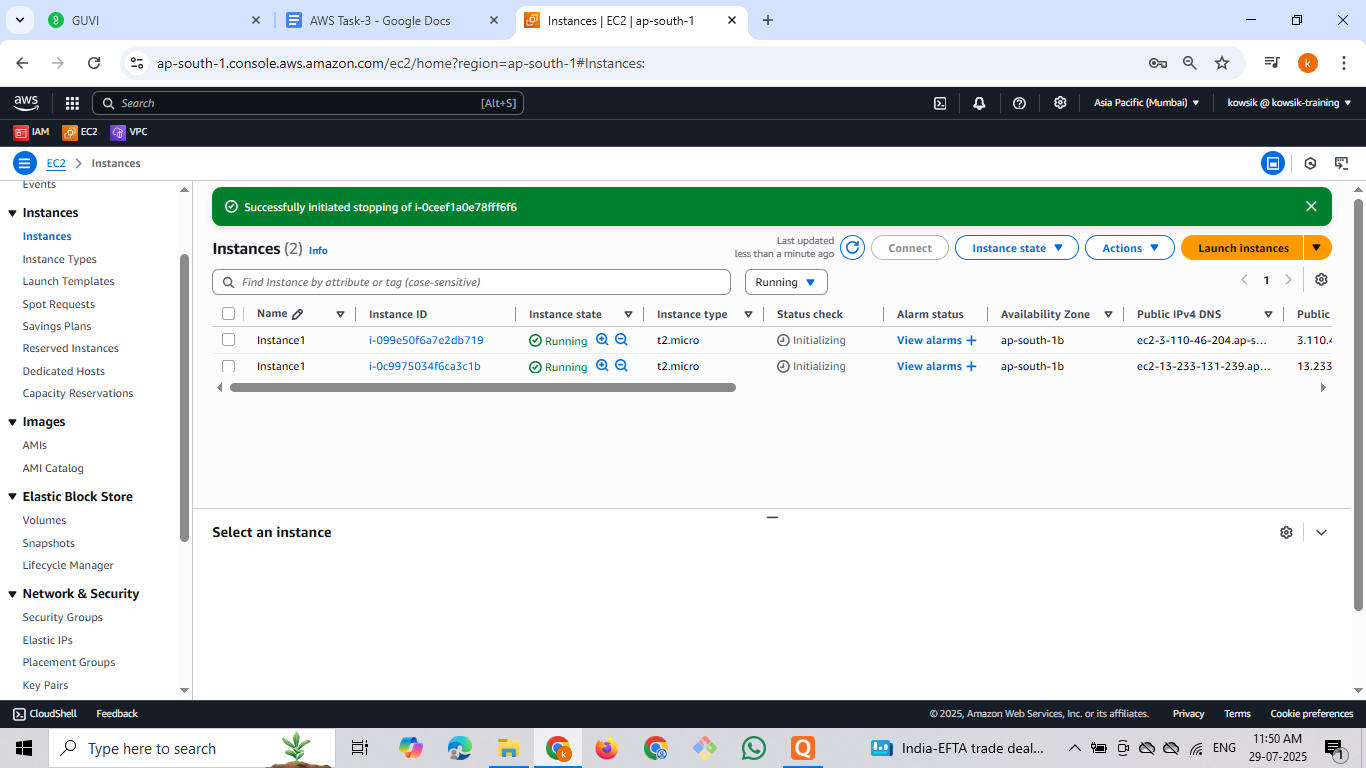 GUVI
AWS Task-3 - Google Docs
Instances | EC2 | ap-south-1
ap-south-1.console.aws.amazon.com/ec2/home?region=ap-south-1#Instances:
k
aws
Search
[Alt+S]
Asia Pacific (Mumbai)
kowsik @ kowsik-training
IAM
EC2
VPC
EC2
Instances
Events
Instances
Instances
Instance Types
Launch Templates
Spot Requests
Savings Plans
Reserved Instances
Dedicated Hosts
Capacity Reservations
Images
AMIs
AMI Catalog
Elastic Block Store
Volumes
Snapshots
Lifecycle Manager
Network & Security
Security Groups
Elastic IPs
Placement Groups
Key Pairs
Successfully initiated stopping of i-0ceef1a0e78fff6f6
Instances (2) Info
Last updated
less than a minute ago
Connect
Instance state
Actions
Launch instances
Find Instance by attribute or tag (case-sensitive)
Running
1
Name Instance ID Instance state Instance type Status check Alarm status Availability Zone Public IPv4 DNS Public
Instance1 i-099e50f6a7e2db719 Running t2.micro Initializing View alarms + ap-south-1b ec2-3-110-46-204.ap-s... 3.110.4
Instance1 i-0c9975034f6ca3c1b Running t2.micro Initializing View alarms + ap-south-1b ec2-13-233-131-239.ap... 13.233
Select an instance
CloudShell
Feedback
© 2025, Amazon Web Services, Inc. or its affiliates.
Privacy
Terms
Cookie preferences
Type here to search
India-EFTA trade deal...
ENG
11:50 AM
29-07-2025
1